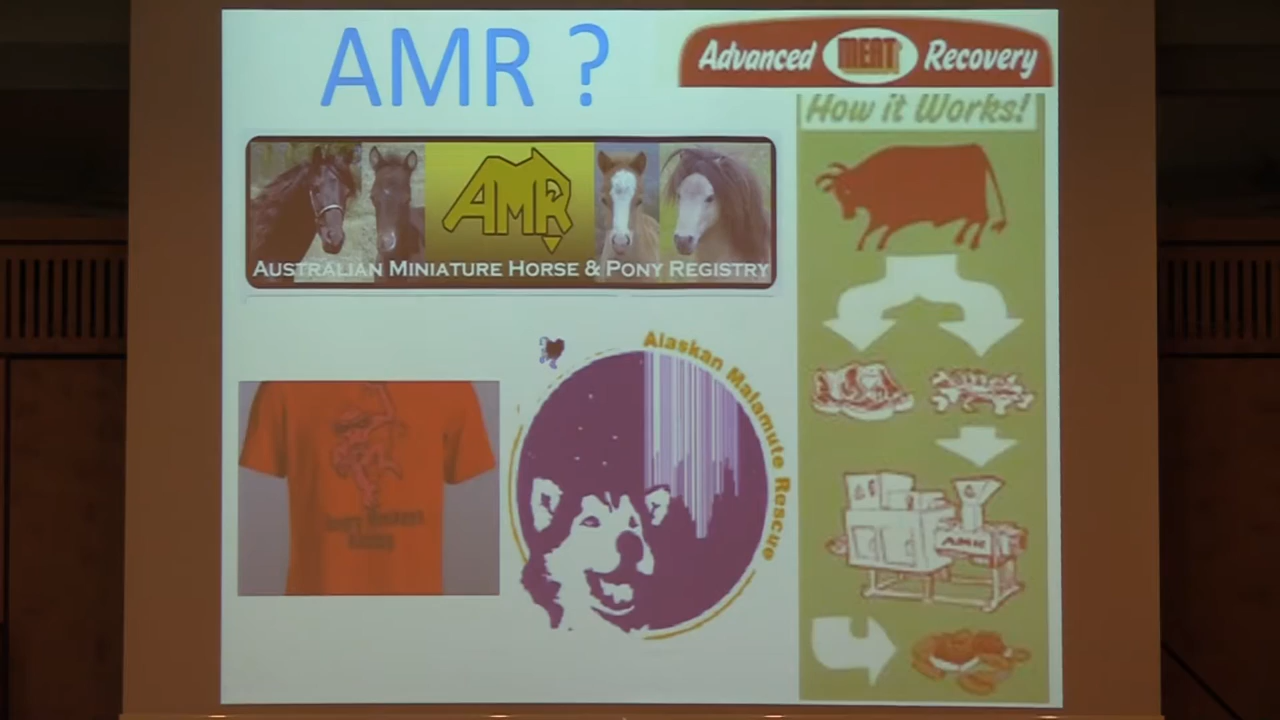 AMR ?
Advanced MEAT Recovery
How it Works!
AMR
AUSTRALIAN MINIATURE HORSE & PONY REGISTRY
Alaskan Malamute Rescue
AMR